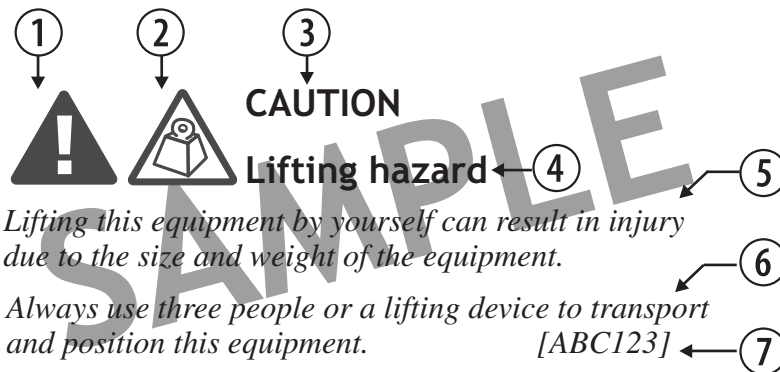 1 2 3
CAUTION
Lifting hazard 4
5
Lifting this equipment by yourself can result in injury
due to the size and weight of the equipment.
6
Always use three people or a lifting device to transport
and position this equipment. [ABC123] 7
SAMPLE